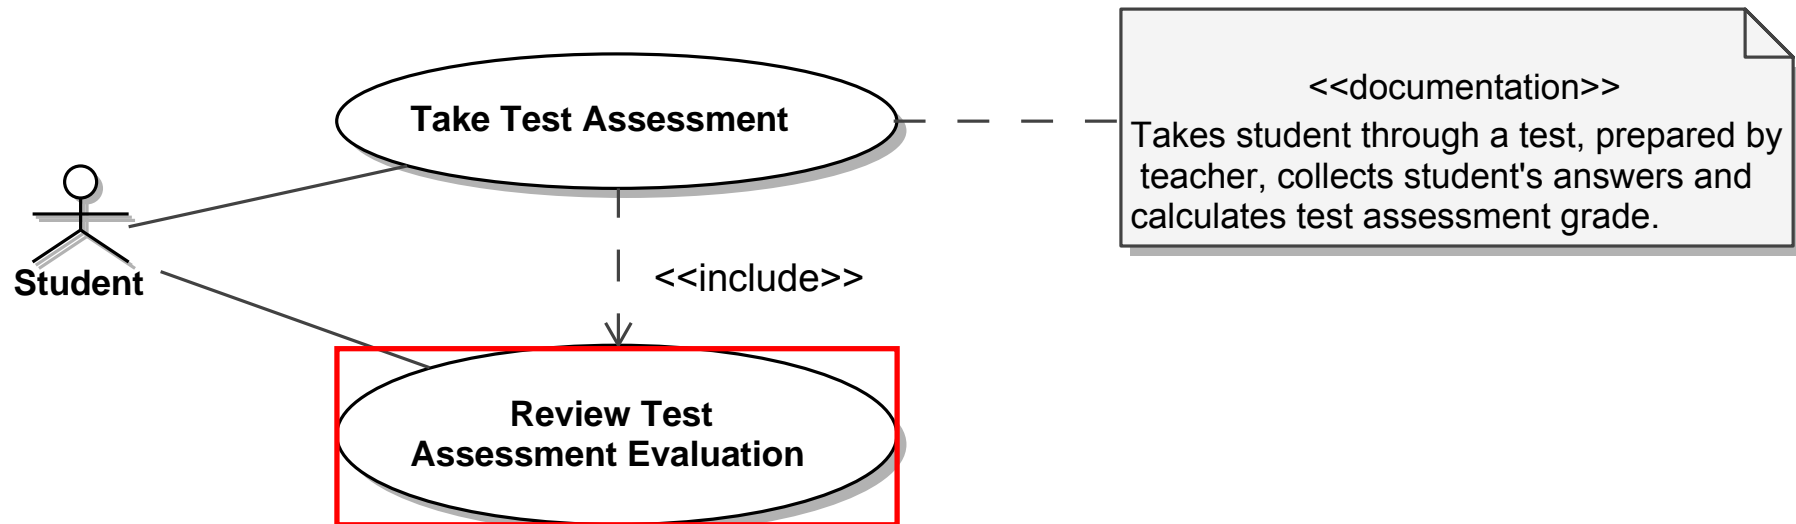 Take Test Assessment
<<documentation>>
Takes student through a test, prepared by
teacher, collects student's answers and
calculates test assessment grade.
Student
<<include>>
Review Test
Assessment Evaluation